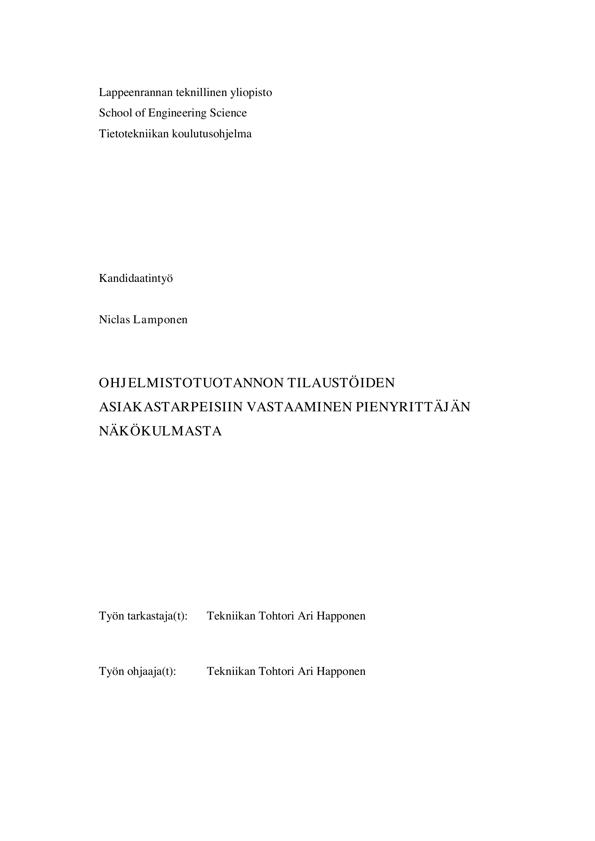 Lappeenrannan teknillinen yliopisto
School of Engineering Science
Tietotekniikan koulutusohjelma
Kandidaatintyö
Niclas Lamponen
OHJELMISTOTUOTANNON TILAUSTÖIDEN
ASIAKASTARPEISIIN VASTAAMINEN PIENYRITTÄJÄN
NÄKÖKULMASTA
Työn tarkastaja(t): Tekniikan Tohtori Ari Happonen
Työn ohjaaja(t): Tekniikan Tohtori Ari Happonen